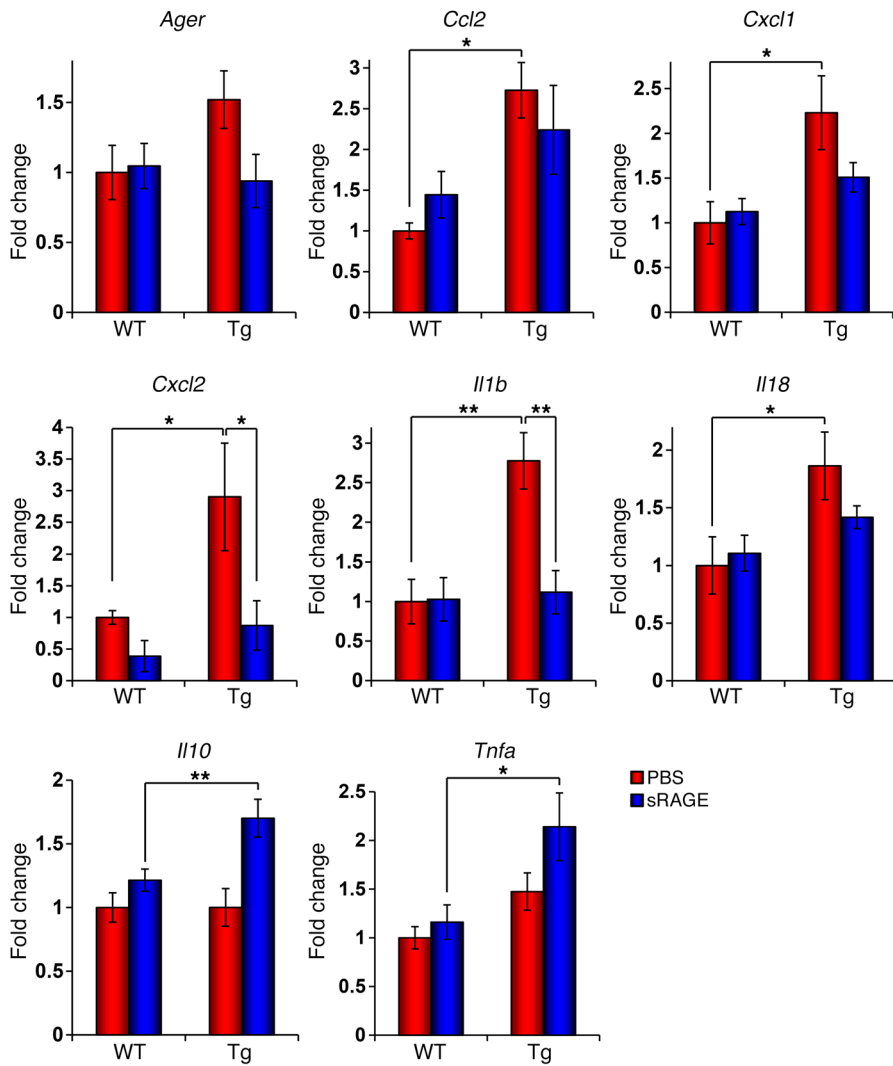 Ager
Fold change
1.5
1
0.5
0
WT Tg
Ccl2
*
Fold change
3
2.5
2
1.5
1
0.5
0
WT Tg
Cxcl1
*
Fold change
2.5
2
1.5
1
0.5
0
WT Tg
Cxcl2
* *
Fold change
4
3.5
3
2.5
2
1.5
1
0.5
0
WT Tg
Il1b
** **
Fold change
3
2.5
2
1.5
1
0.5
0
WT Tg
Il18
*
Fold change
2
1.5
1
0.5
0
WT Tg
Il10
**
Fold change
2
1.5
1
0.5
0
WT Tg
Tnfa
*
Fold change
2.5
2
1.5
1
0.5
0
WT Tg
PBS
sRAGE